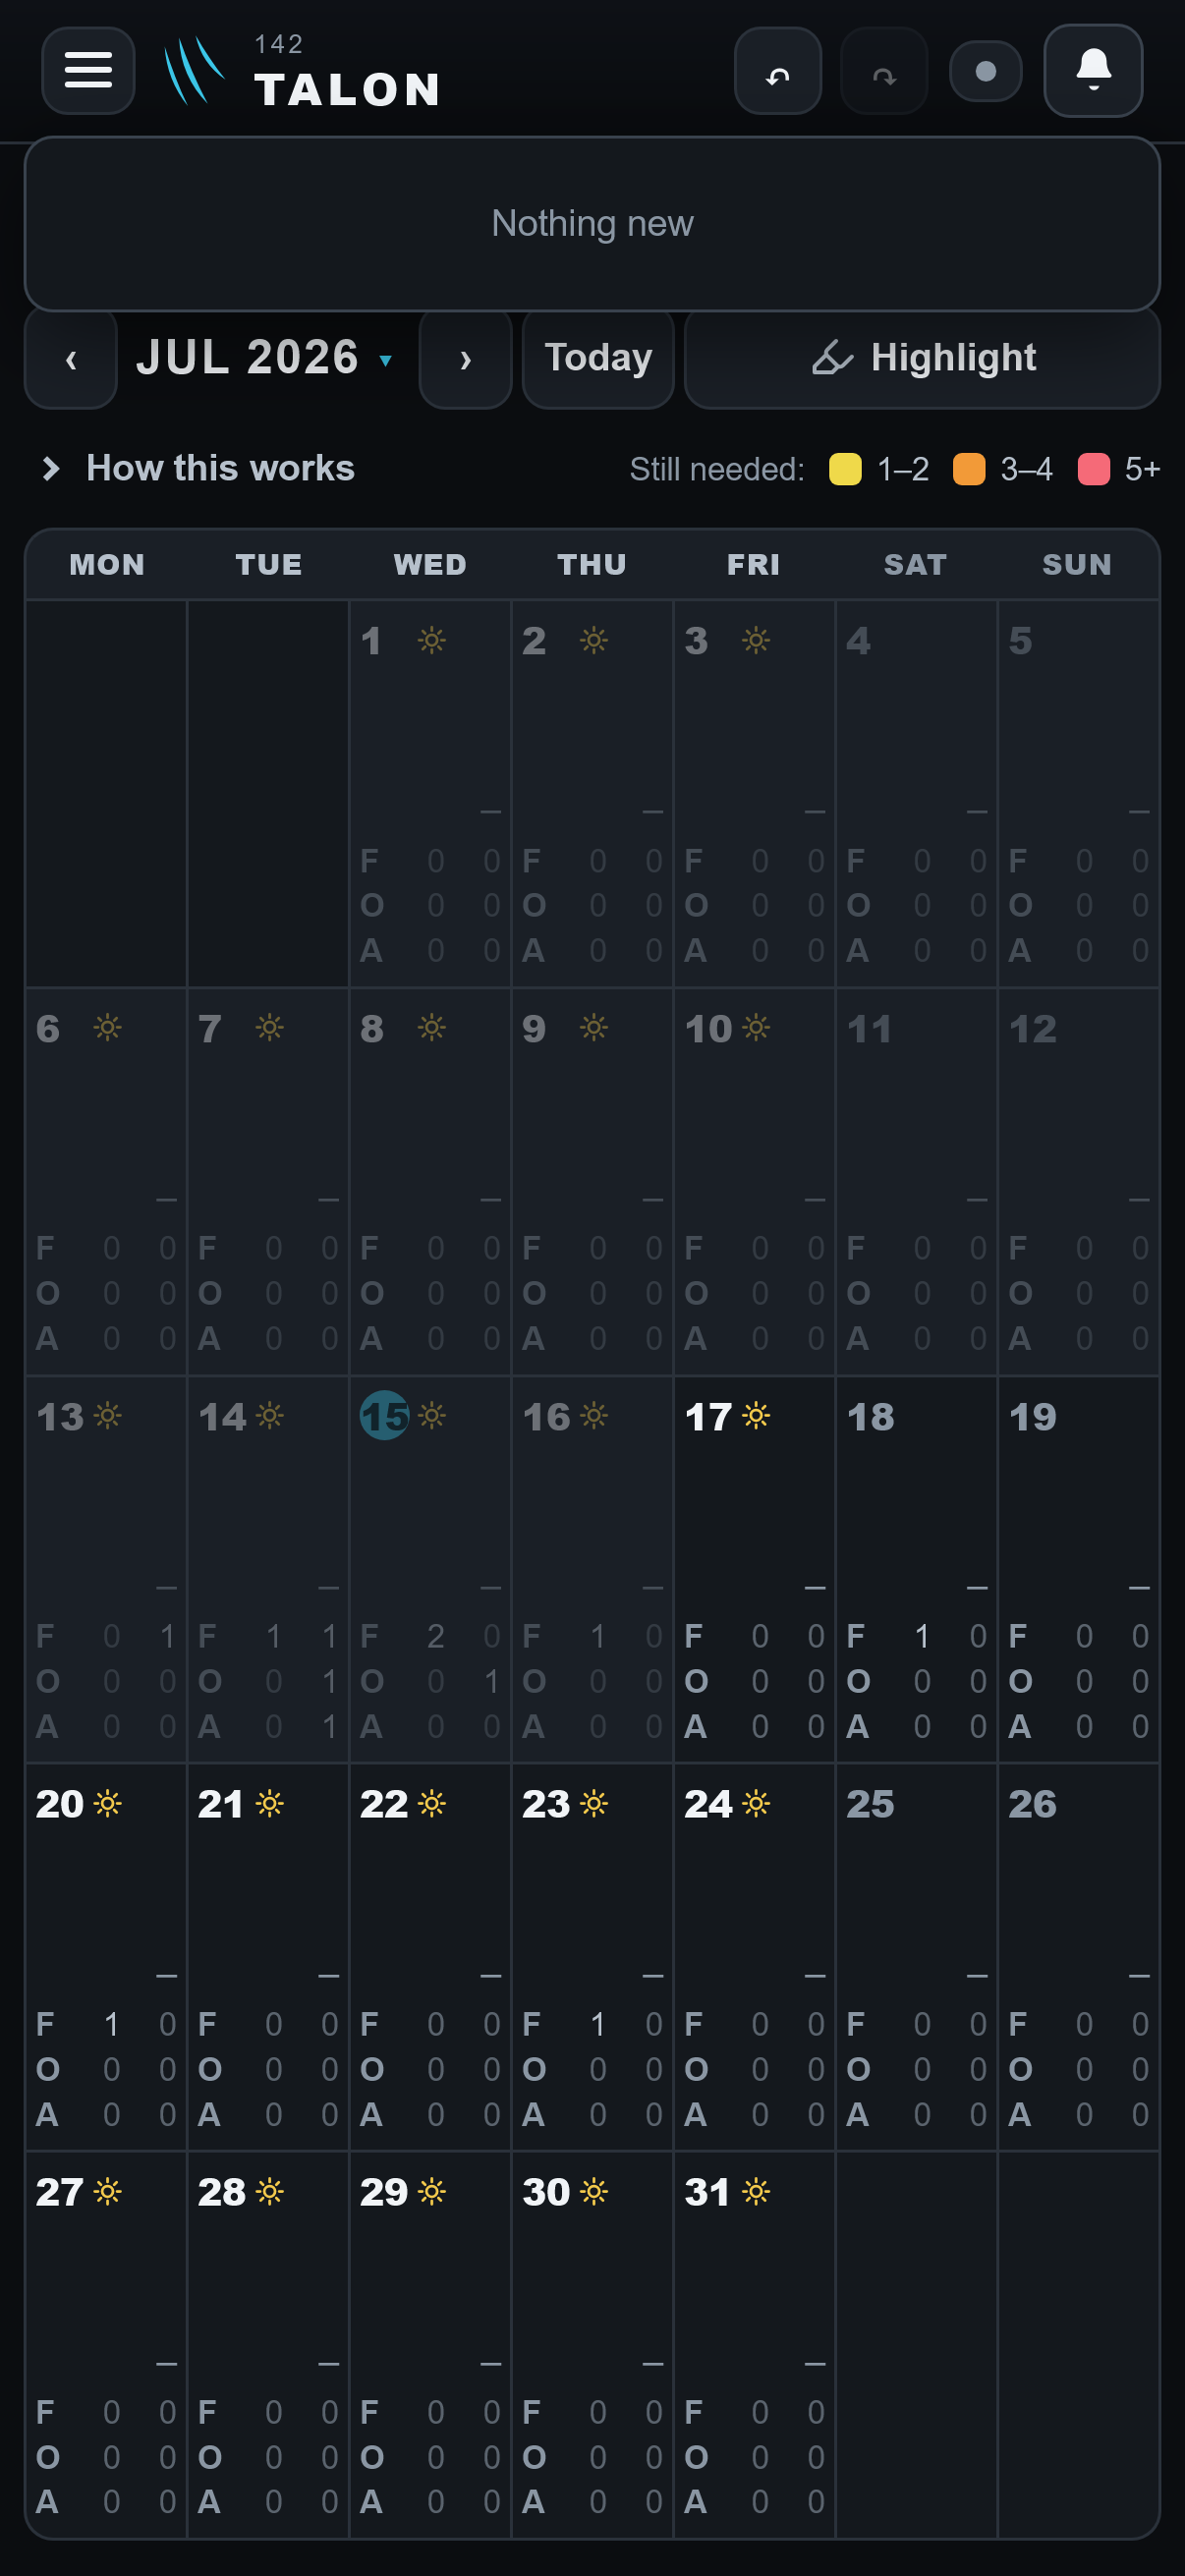 142
TALON
Nothing new
‹ JUL 2026 ▾ › Today Highlight
How this works Still needed: 1–2 3–4 5+
MON TUE WED THU FRI SAT SUN
1 2 3 4 5
– – – – –
F 0 0 F 0 0 F 0 0 F 0 0 F 0 0
O 0 0 O 0 0 O 0 0 O 0 0 O 0 0
A 0 0 A 0 0 A 0 0 A 0 0 A 0 0
6 7 8 9 10 11 12
– – – – – – –
F 0 0 F 0 0 F 0 0 F 0 0 F 0 0 F 0 0 F 0 0
O 0 0 O 0 0 O 0 0 O 0 0 O 0 0 O 0 0 O 0 0
A 0 0 A 0 0 A 0 0 A 0 0 A 0 0 A 0 0 A 0 0
13 14 15 16 17 18 19
– – – – – – –
F 0 1 F 1 1 F 2 0 F 1 0 F 0 0 F 1 0 F 0 0
O 0 0 O 0 1 O 0 1 O 0 0 O 0 0 O 0 0 O 0 0
A 0 0 A 0 1 A 0 0 A 0 0 A 0 0 A 0 0 A 0 0
20 21 22 23 24 25 26
– – – – – – –
F 1 0 F 0 0 F 0 0 F 1 0 F 0 0 F 0 0 F 0 0
O 0 0 O 0 0 O 0 0 O 0 0 O 0 0 O 0 0 O 0 0
A 0 0 A 0 0 A 0 0 A 0 0 A 0 0 A 0 0 A 0 0
27 28 29 30 31
– – – – –
F 0 0 F 0 0 F 0 0 F 0 0 F 0 0
O 0 0 O 0 0 O 0 0 O 0 0 O 0 0
A 0 0 A 0 0 A 0 0 A 0 0 A 0 0